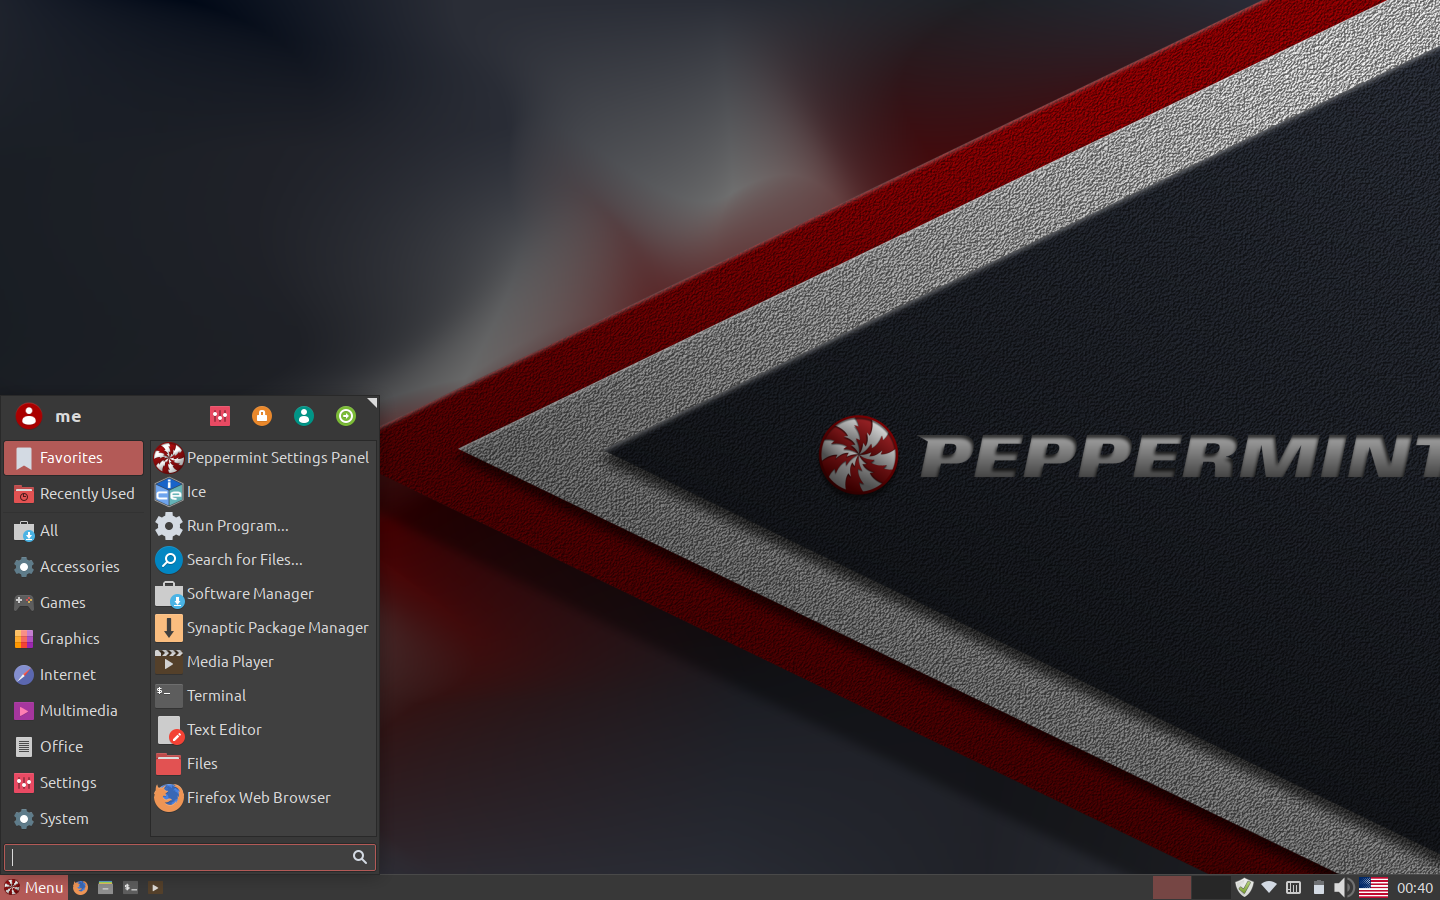 PEPPERMINT
me
Favorites
Recently Used
All
Accessories
Games
Graphics
Internet
Multimedia
Office
Settings
System
Peppermint Settings Panel
Ice
Run Program...
Search for Files...
Software Manager
Synaptic Package Manager
Media Player
Terminal
Text Editor
Files
Firefox Web Browser
Menu
00:40